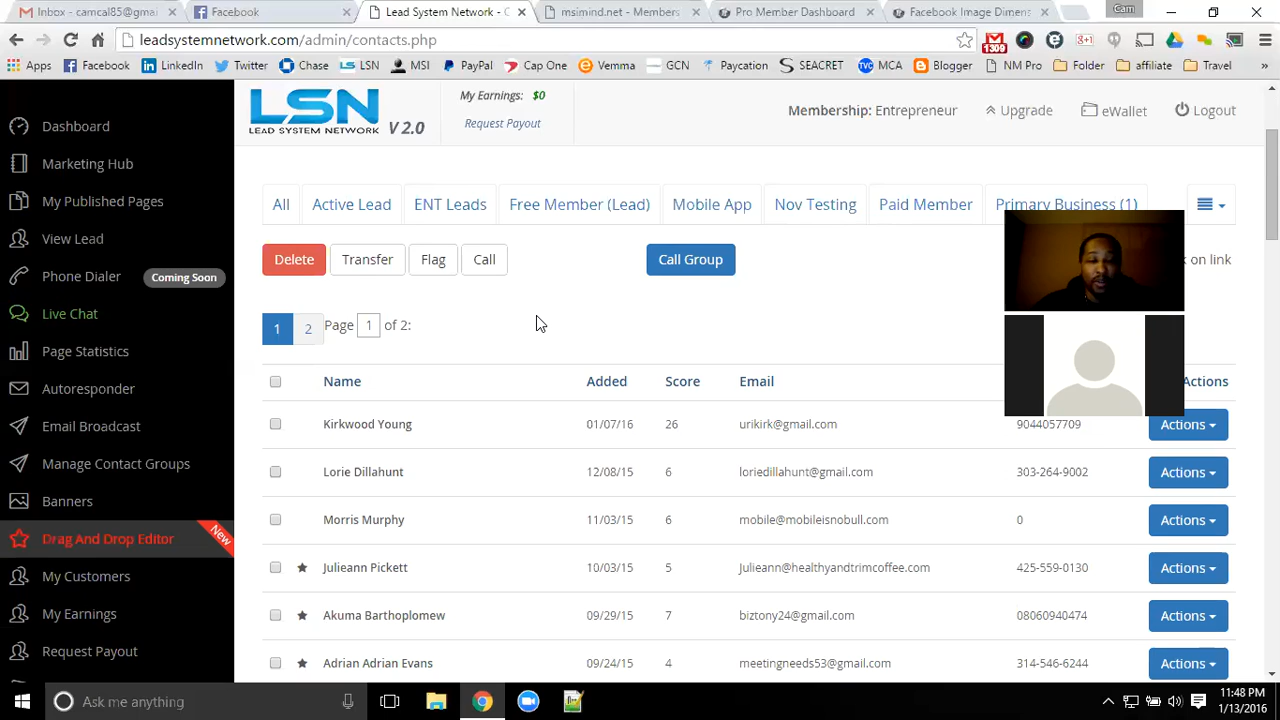 Inbox - camcal85@gmai
Facebook
Lead System Network - C
msimind.net - Members
Pro Member Dashboard
Facebook Image Dimens
Cam
leadsystemnetwork.com/admin/contacts.php
1309
Apps Facebook LinkedIn Twitter Chase LSN MSI PayPal Cap One Vemma GCN Paycation SEACRET MCA Blogger NM Pro Folder affiliate Travel »
LSN
LEAD SYSTEM NETWORK
V 2.0
My Earnings: $0
Request Payout
Membership: Entrepreneur
Upgrade
eWallet
Logout
Dashboard
Marketing Hub
My Published Pages
View Lead
Phone Dialer Coming Soon
Live Chat
Page Statistics
Autoresponder
Email Broadcast
Manage Contact Groups
Banners
Drag And Drop Editor New
My Customers
My Earnings
Request Payout
All Active Lead ENT Leads Free Member (Lead) Mobile App Nov Testing Paid Member Primary Business (1)
Delete Transfer Flag Call Call Group on link
1 2 Page 1 of 2:
Name Added Score Email Actions
Kirkwood Young 01/07/16 26 urikirk@gmail.com 9044057709 Actions
Lorie Dillahunt 12/08/15 6 loriedillahunt@gmail.com 303-264-9002 Actions
Morris Murphy 11/03/15 6 mobile@mobileisnobull.com 0 Actions
Julieann Pickett 10/03/15 5 Julieann@healthyandtrimcoffee.com 425-559-0130 Actions
Akuma Barthoplomew 09/29/15 7 biztony24@gmail.com 08060940474 Actions
Adrian Adrian Evans 09/24/15 4 meetingneeds53@gmail.com 314-546-6244 Actions
Ask me anything
11:48 PM
1/13/2016